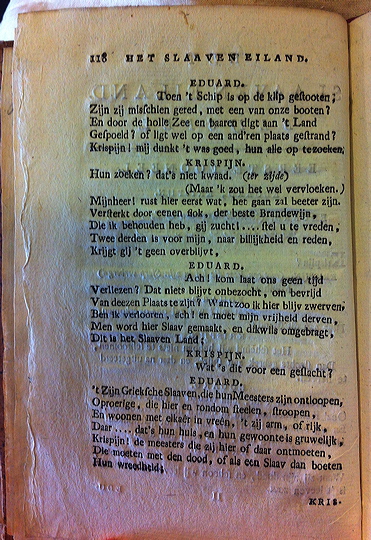 118 HET SLAAVEN EILAND.
EDUARD.
Toen 't Schip is op de klip gestooten,
Zijn zij misschien gered, met een van onze booten?
En door de holle Zee en baaren digt aan 't Land
Gespoeld? of ligt wel op een and'ren plaats gestrand?
Krispijn! mij dunkt 't was goed, hun alle op tezoeken,
KRISPIJN.
Hun zoeken? dat's niet kwaad. (ter zijde)
(Maar 'k zou het wel vervloeken.)
Mijnheer! rust hier eerst wat, het gaan zal beeter zijn.
Versterkt door eenen slok, der beste Brandewijn,
Die ik behouden heb, gij zucht!.... stel u te vreden,
Twee derden is voor mijn, naar billijkheid en reden,
Krijgt gij 't geen overblijvt,
EDUARD.
Ach! kom laat ons geen tijd
Verliezen? Dat niets blijvt onbezocht, om bevrijd
Van deezen Plaats te zijn? Want zoo ik hier blijv zwerven,
Ben ik verlooren, ach! en moet mijn vrijheid derven,
Men word hier Slaav gemaakt, en dikwils omgebragt,
Dit is het Slaaven Land;
KRISPIJN.
Wat 's dit voor een geslacht?
EDUARD.
't Zijn Grieksche Slaaven, die hun Meesters zijn ontloopen,
Oproerige, die hier en rondom steelen, stroopen,
En woonen met elkaêr in vreên, 't zij arm, of rijk,
Daar .... dat's hun huis, en hun gewoonte is gruwelijk,
Krispijn! de meesters die zij hier of daar ontmoeten,
Die moeten met den dood, of als een Slaav dan boeten
Hun wreedheid;
KRIS-